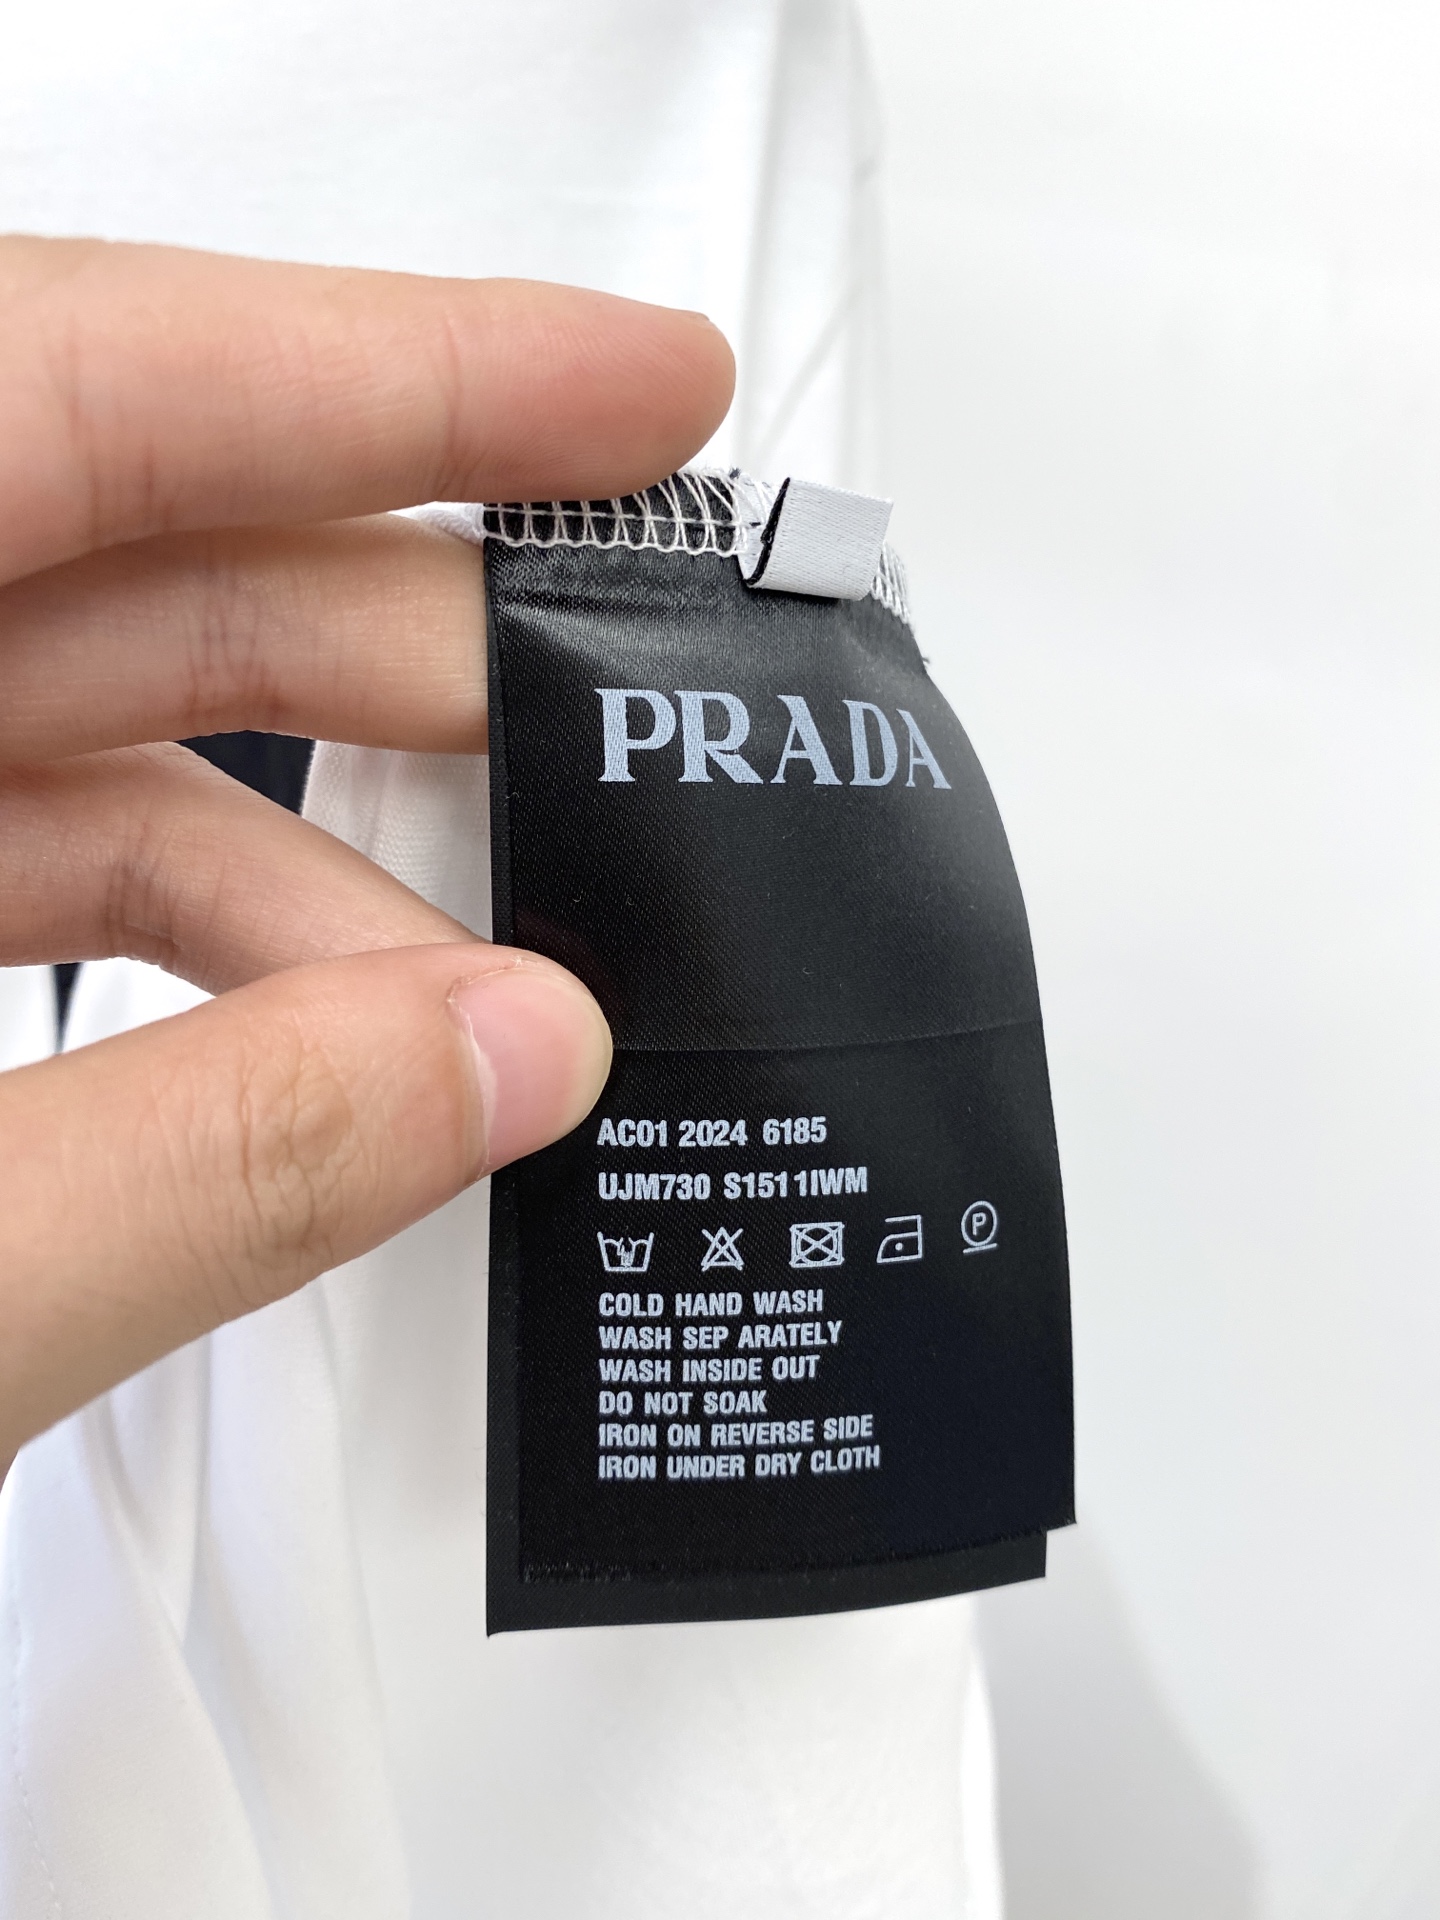 PRADA
AC01 2024 6185
UJM730 S1511IWM
P
COLD HAND WASH
WASH SEP ARATELY
WASH INSIDE OUT
DO NOT SOAK
IRON ON REVERSE SIDE
IRON UNDER DRY CLOTH